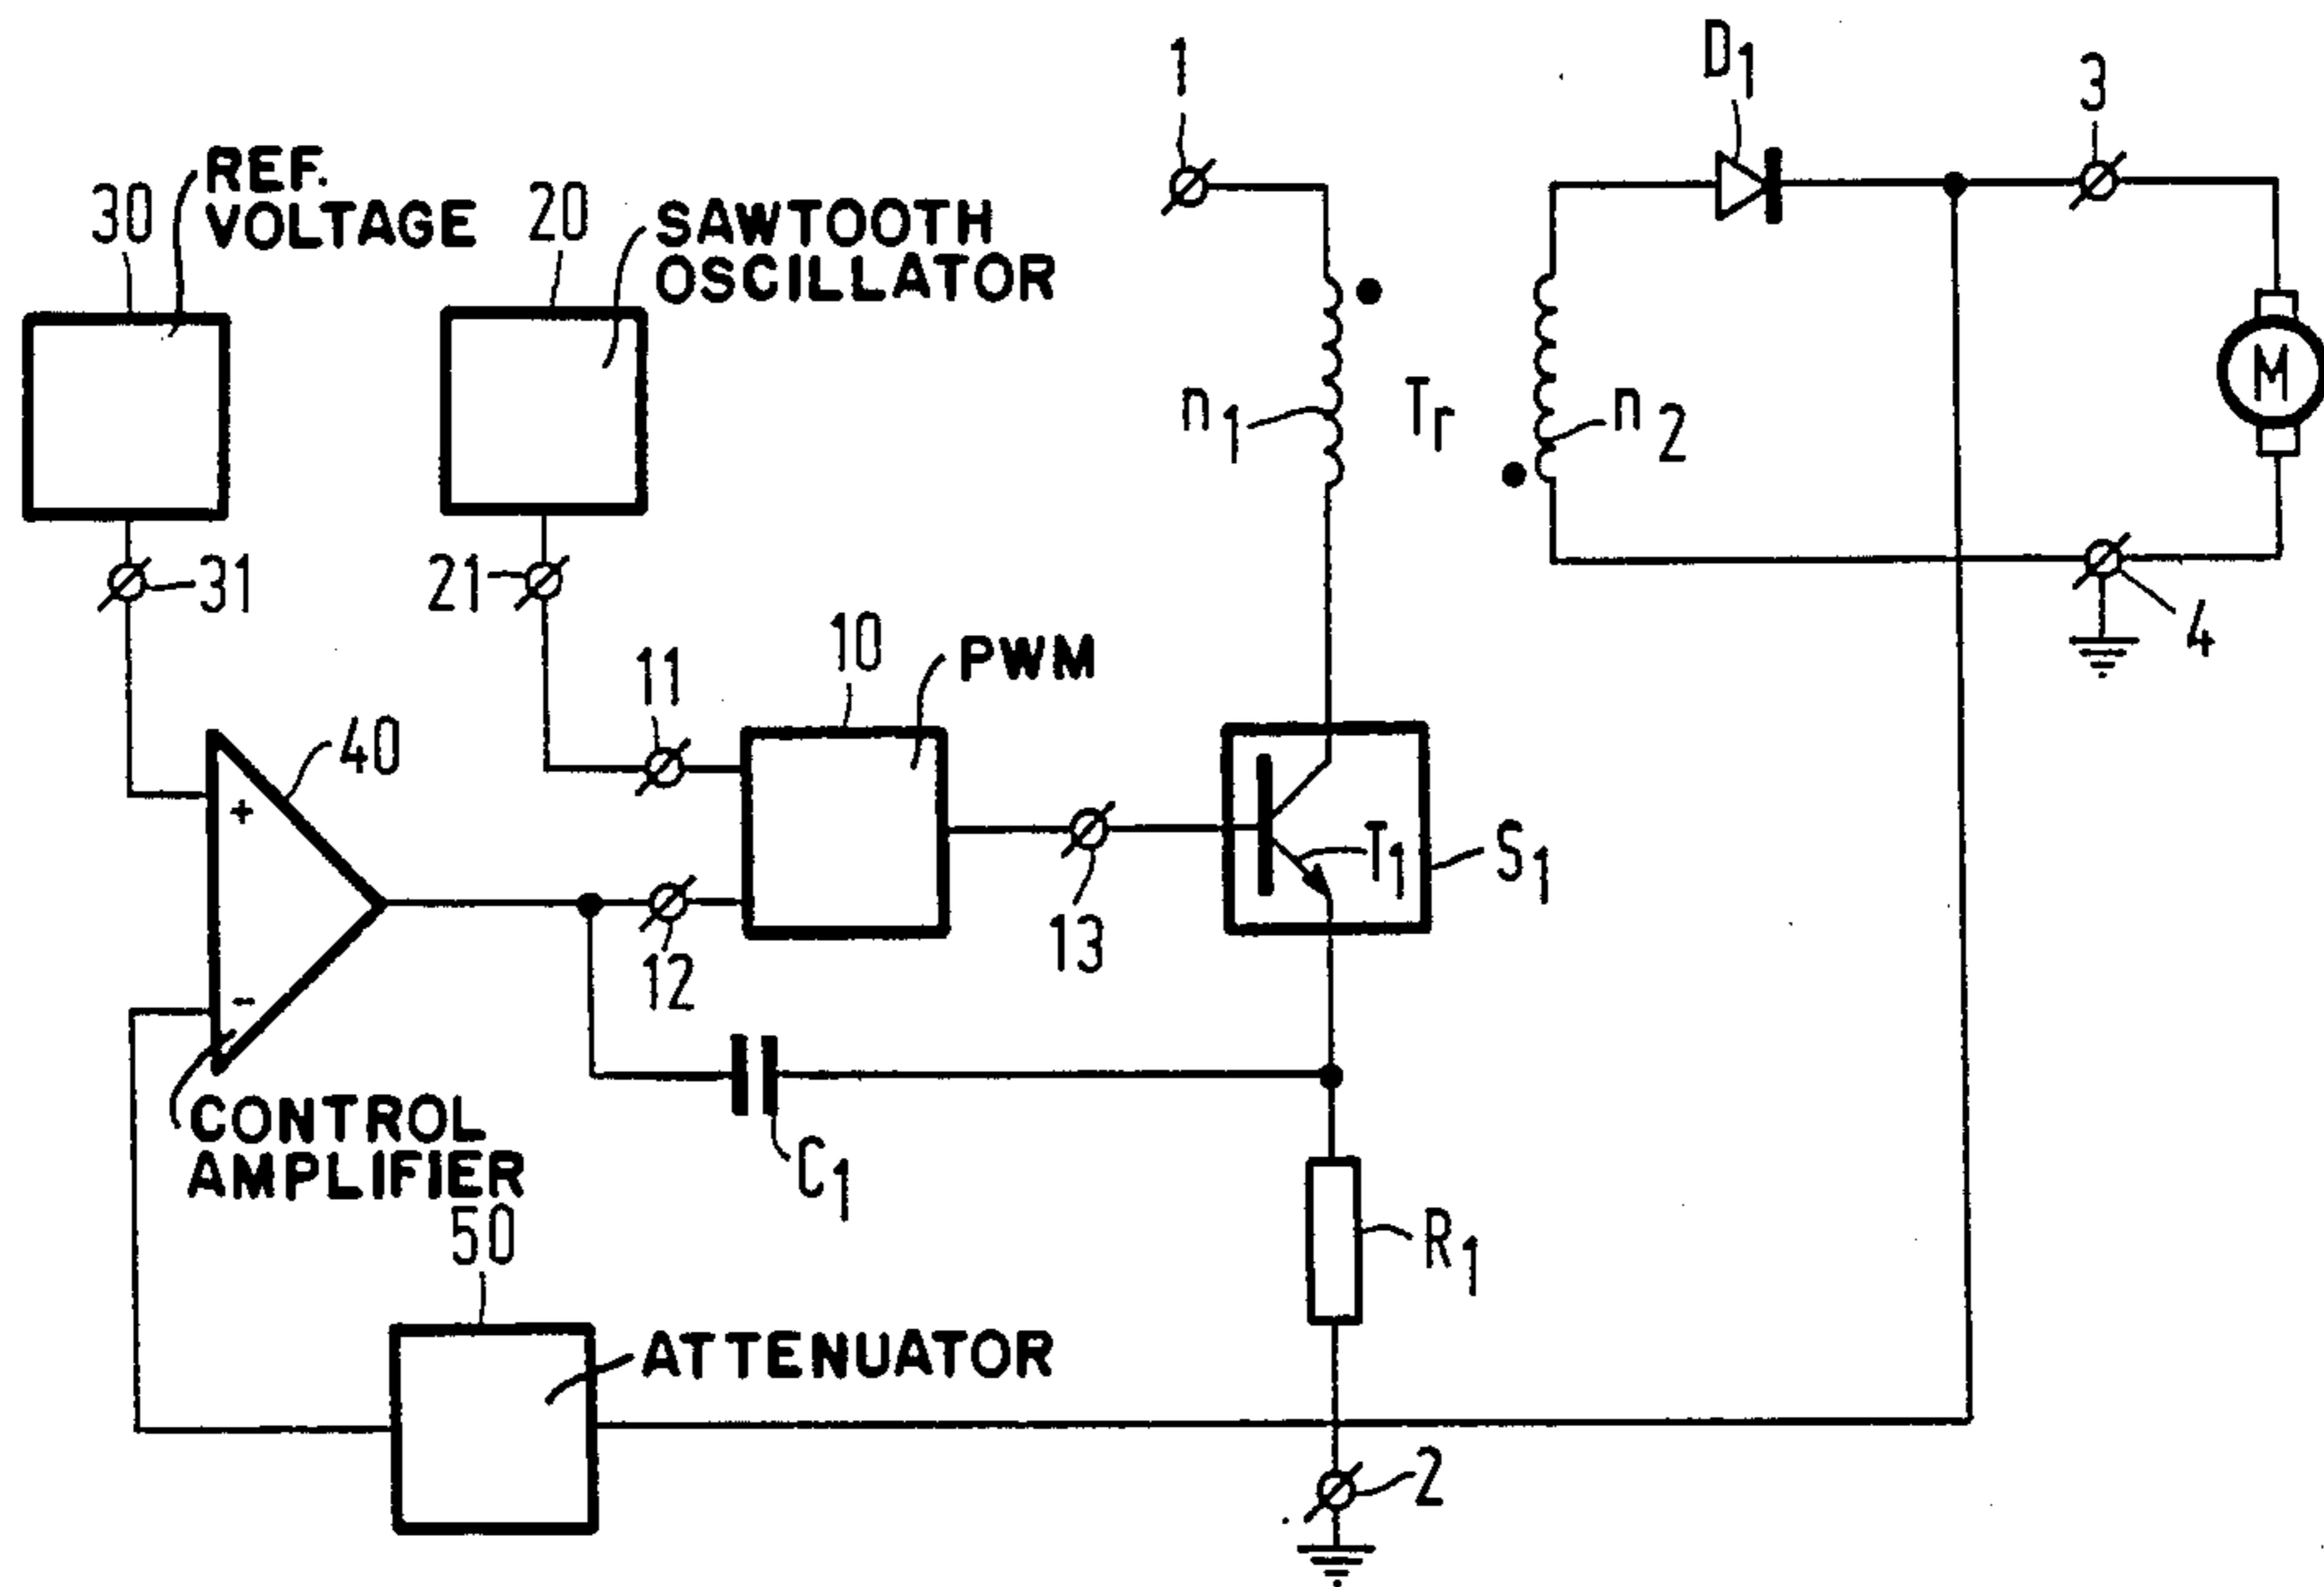 1
D1
3
30
REF.
VOLTAGE
20
SAWTOOTH
OSCILLATOR
n1
Tr
n2
M
31
21
4
11
10
PWM
40
+
T1
S1
13
12
-
CONTROL
AMPLIFIER
C1
50
R1
ATTENUATOR
2